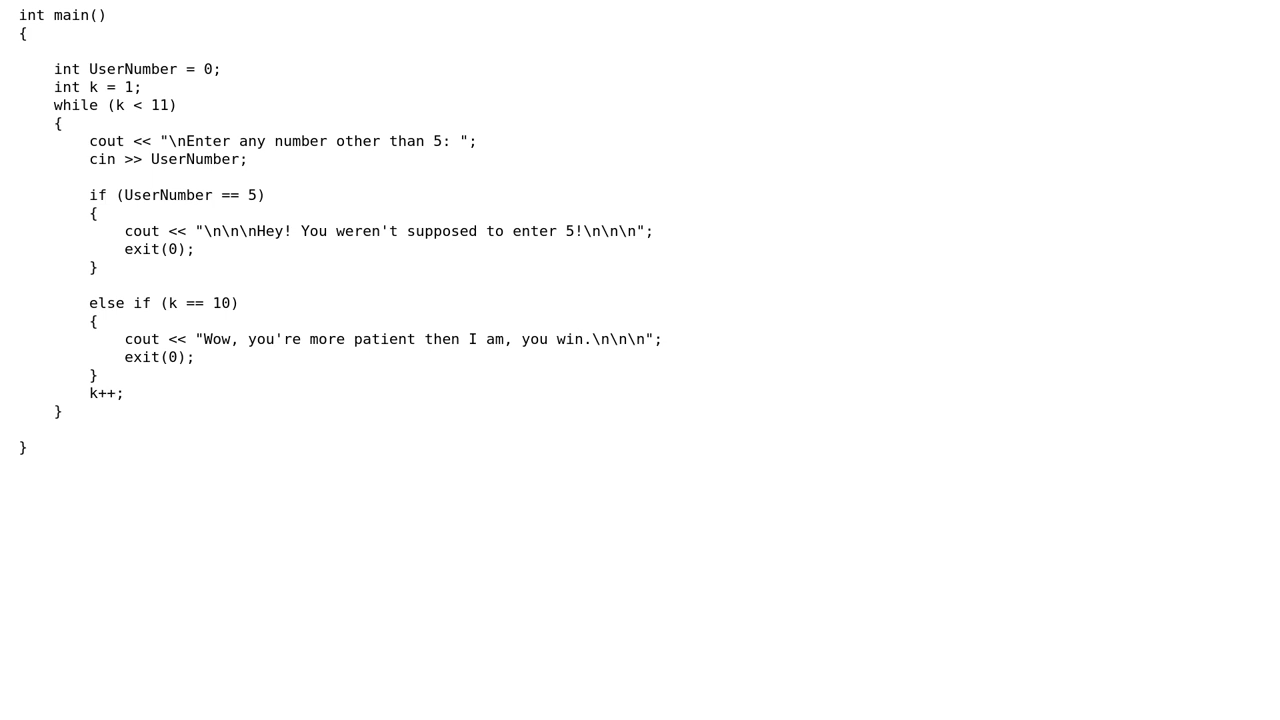 int main()
{
int UserNumber = 0;
int k = 1;
while (k < 11)
{
cout << "\nEnter any number other than 5: ";
cin >> UserNumber;
if (UserNumber == 5)
{
cout << "\n\n\nHey! You weren't supposed to enter 5!\n\n\n";
exit(0);
}
else if (k == 10)
{
cout << "Wow, you're more patient then I am, you win.\n\n\n";
exit(0);
}
k++;
}
}